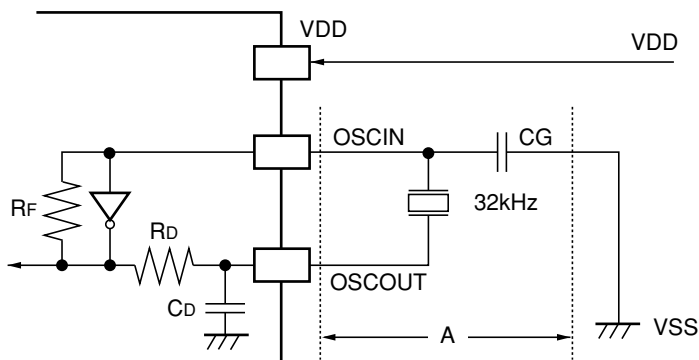 VDD
VDD
OSCIN
CG
RF
32kHz
RD
OSCOUT
CD
A
VSS